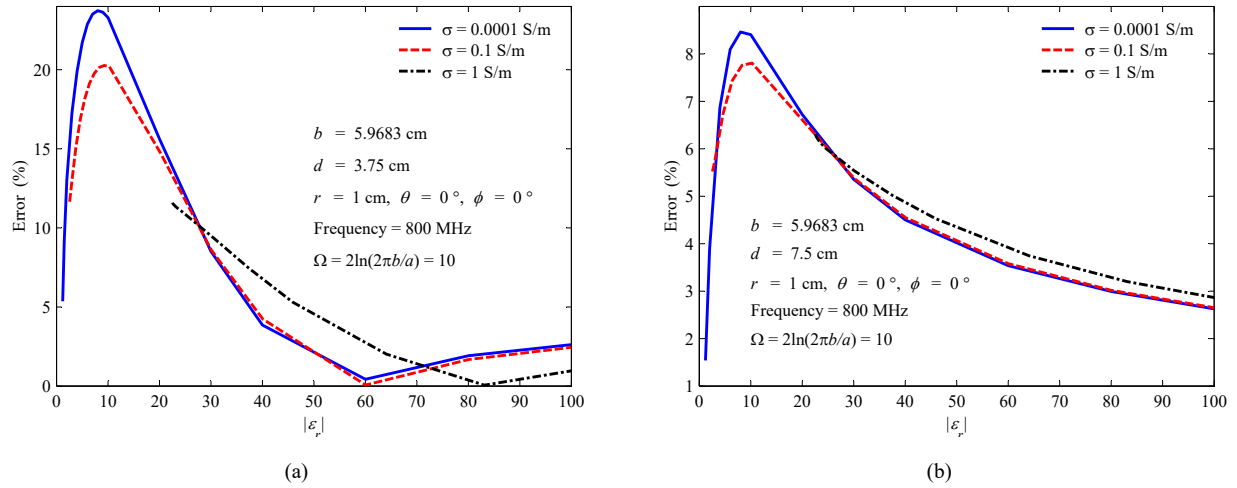 σ = 0.0001 S/m
σ = 0.1 S/m
σ = 1 S/m
20
15
10
5
0
Error (%)
b = 5.9683 cm
d = 3.75 cm
r = 1 cm, θ = 0 °, ϕ = 0 °
Frequency = 800 MHz
Ω = 2ln(2πb/a) = 10
0 10 20 30 40 50 60 70 80 90 100
|εr|
(a)
σ = 0.0001 S/m
σ = 0.1 S/m
σ = 1 S/m
9
8
7
6
5
4
3
2
1
Error (%)
b = 5.9683 cm
d = 7.5 cm
r = 1 cm, θ = 0 °, ϕ = 0 °
Frequency = 800 MHz
Ω = 2ln(2πb/a) = 10
0 10 20 30 40 50 60 70 80 90 100
|εr|
(b)